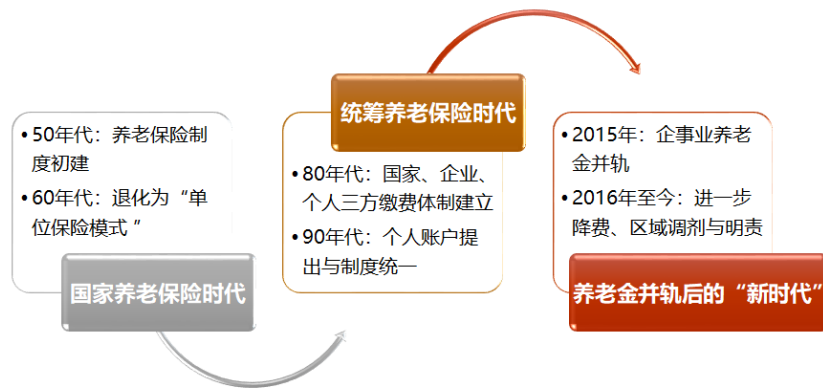 • 50年代：养老保险制
度初建
• 60年代：退化为“单
位保险模式 ”
国家养老保险时代
统筹养老保险时代
• 80年代：国家、企业、
个人三方缴费体制建立
• 90年代：个人账户提
出与制度统一
• 2015年：企事业养老
金并轨
• 2016年至今：进一步
降费、区域调剂与明责
养老金并轨后的“新时代”